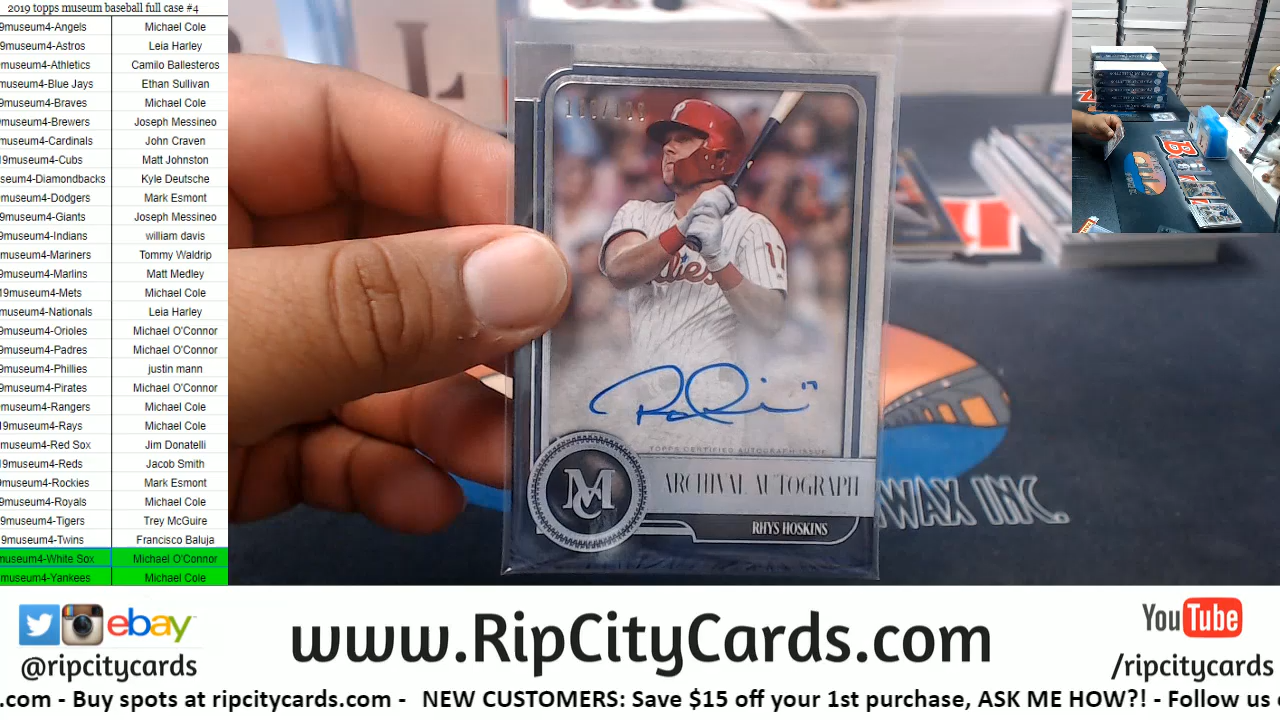 2019 topps museum baseball full case #4
9museum4-Angels Michael Cole
9museum4-Astros Leia Harley
9museum4-Athletics Camilo Ballesteros
9museum4-Blue Jays Ethan Sullivan
9museum4-Braves Michael Cole
9museum4-Brewers Joseph Messineo
museum4-Cardinals John Craven
19museum4-Cubs Matt Johnston
seum4-Diamondbacks Kyle Deutsche
9museum4-Dodgers Mark Esmont
9museum4-Giants Joseph Messineo
9museum4-Indians william davis
museum4-Mariners Tommy Waldrip
9museum4-Marlins Matt Medley
19museum4-Mets Michael Cole
museum4-Nationals Leia Harley
9museum4-Orioles Michael O'Connor
9museum4-Padres Michael O'Connor
museum4-Phillies justin mann
9museum4-Pirates Michael O'Connor
museum4-Rangers Michael Cole
19museum4-Rays Michael Cole
museum4-Red Sox Jim Donatelli
19museum4-Reds Jacob Smith
museum4-Rockies Mark Esmont
9museum4-Royals Michael Cole
9museum4-Tigers Trey McGuire
9museum4-Twins Francisco Baluja
museum4-White Sox Michael O'Connor
museum4-Yankees Michael Cole
Phillies
17
17
TOPPS CERTIFIED AUTOGRAPH ISSUE
MC
ARCHIVAL AUTOGRAPH
RHYS HOSKINS
WAX INC.
ebay
@ripcitycards
www.RipCityCards.com
YouTube
/ripcitycards
.com - Buy spots at ripcitycards.com - NEW CUSTOMERS: Save $15 off your 1st purchase, ASK ME HOW?! - Follow us